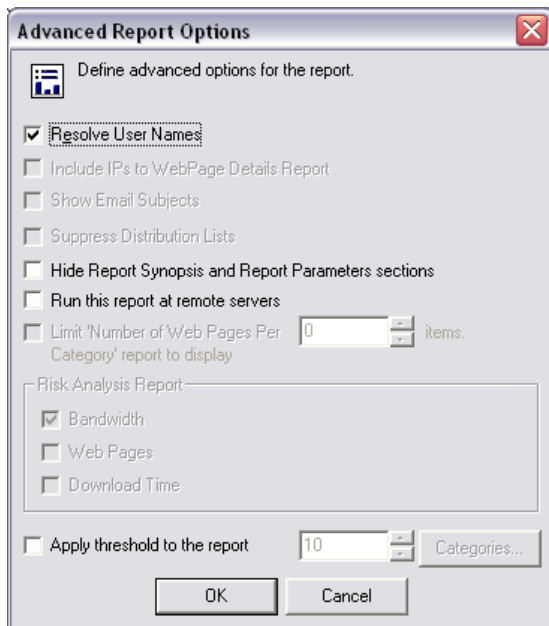 Advanced Report Options
Define advanced options for the report.
Resolve User Names
Include IPs to WebPage Details Report
Show Email Subjects
Suppress Distribution Lists
Hide Report Synopsis and Report Parameters sections
Run this report at remote servers
Limit 'Number of Web Pages Per 0 items.
Category' report to display
Risk Analysis Report
Bandwidth
Web Pages
Download Time
Apply threshold to the report 10 Categories...
OK Cancel